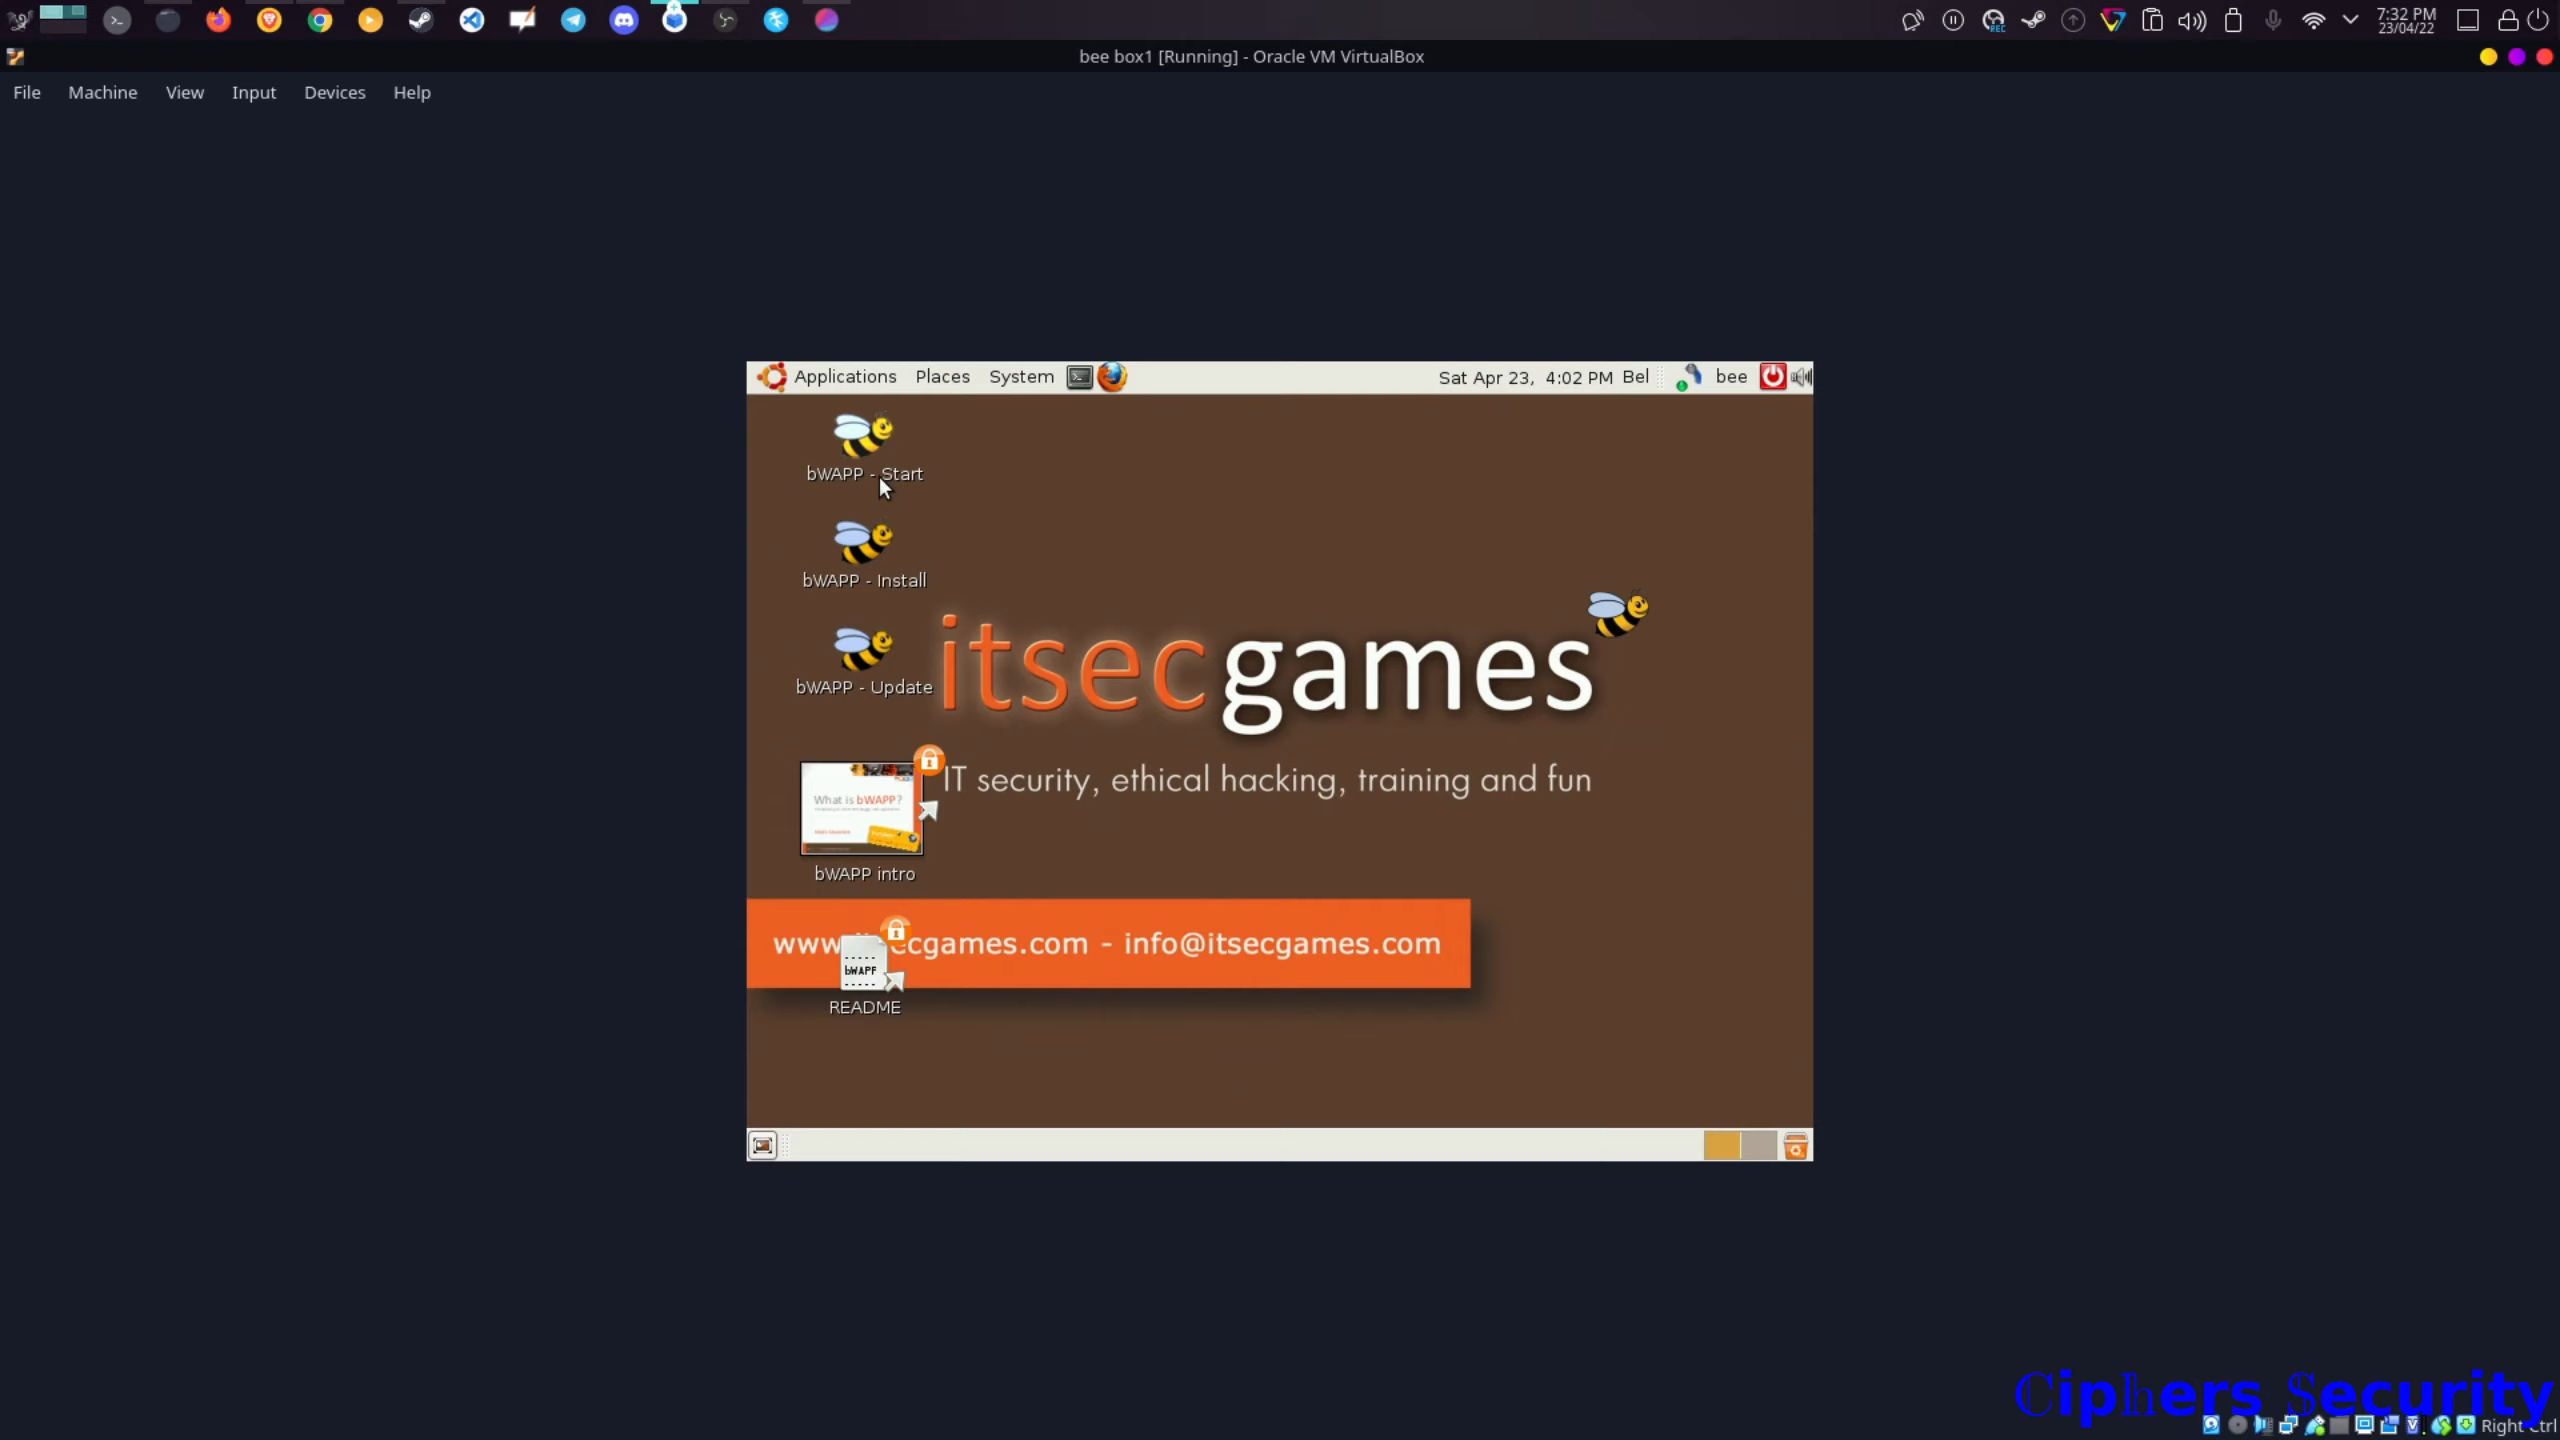 7:32 PM
23/04/22
bee box1 [Running] - Oracle VM VirtualBox
File Machine View Input Devices Help
Applications Places System Sat Apr 23, 4:02 PM Bel bee
bWAPP - Start
bWAPP - Install
bWAPP - Update
itsecgames
IT security, ethical hacking, training and fun
What is bWAPP?
bWAPP intro
cgames.com - info@itsecgames.com
bWAPP
README
Ciphers $ecurity
Right Ctrl